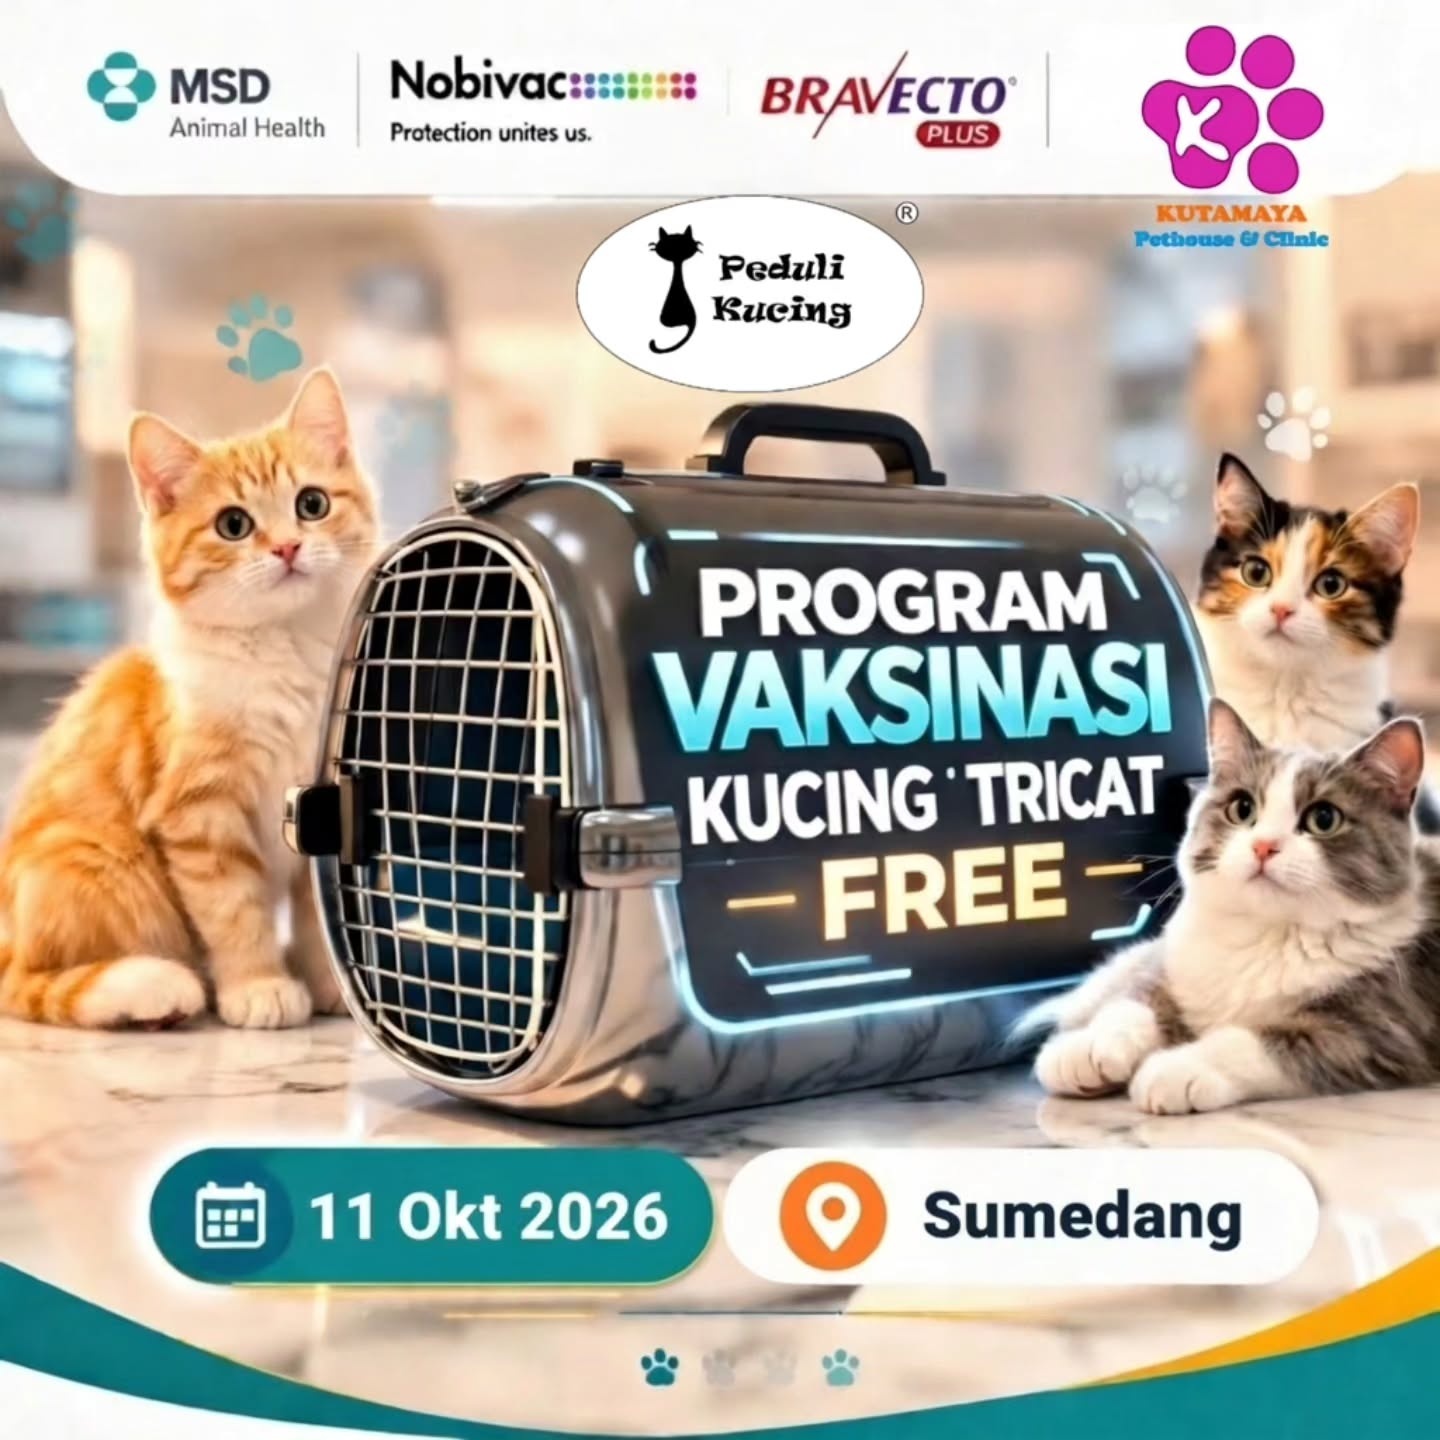 MSD
Animal Health
Nobivac
Protection unites us.
BRAVECTO®
PLUS
K
KUTAMAYA
Pethouse & Clinic
®
Peduli
Kucing
PROGRAM
VAKSINASI
KUCING TRICAT
FREE
11 Okt 2026
Sumedang